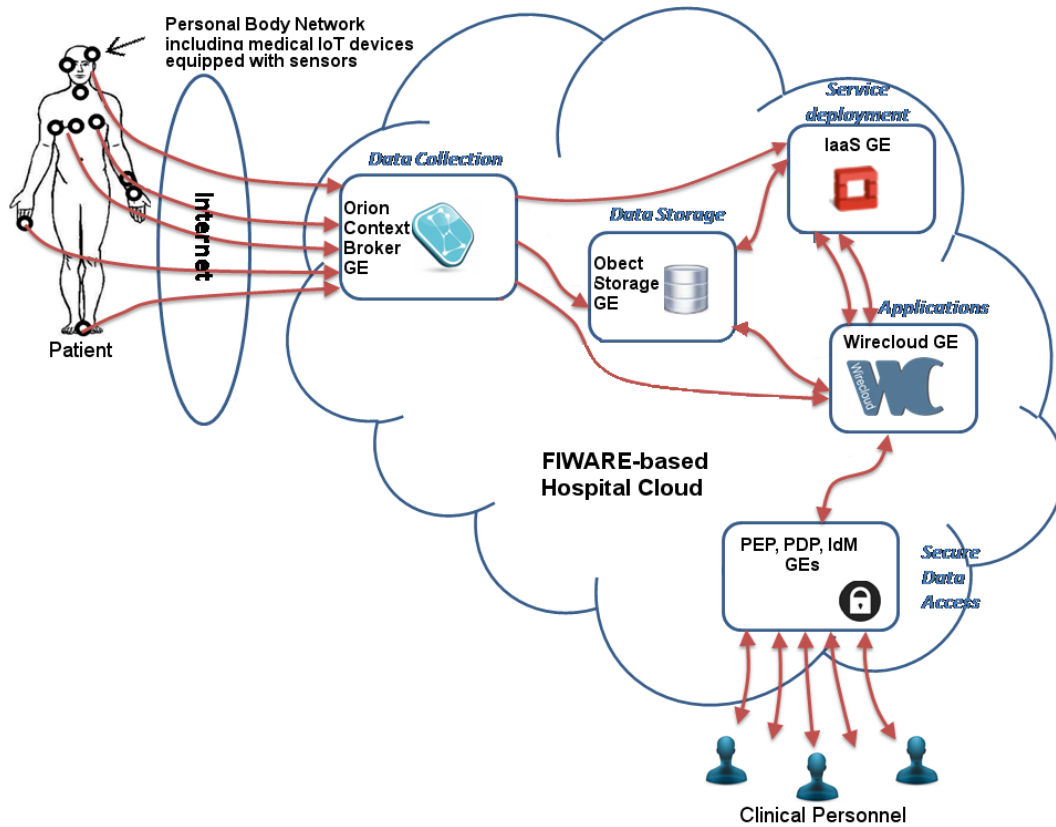 Personal Body Network
including medical IoT devices
equipped with sensors
Patient
Internet
Data Collection
Orion
Context
Broker
GE
Data Storage
Obect
Storage
GE
Service
deployment
IaaS GE
Applications
Wirecloud GE
Wirecloud
WC
FIWARE-based
Hospital Cloud
PEP, PDP, IdM
GEs
Secure
Data
Access
Clinical Personnel